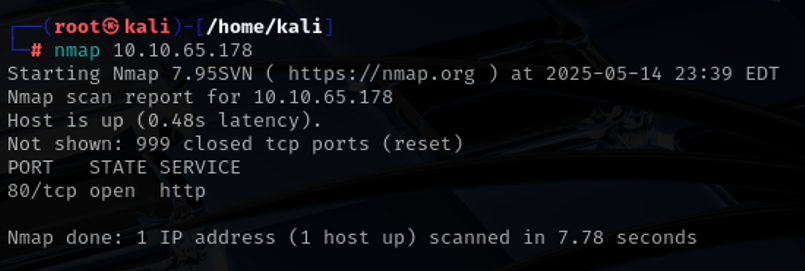 ┌──(root㉿kali)-[/home/kali]
└─# nmap 10.10.65.178
Starting Nmap 7.95SVN ( https://nmap.org ) at 2025-05-14 23:39 EDT
Nmap scan report for 10.10.65.178
Host is up (0.48s latency).
Not shown: 999 closed tcp ports (reset)
PORT   STATE SERVICE
80/tcp open  http
Nmap done: 1 IP address (1 host up) scanned in 7.78 seconds